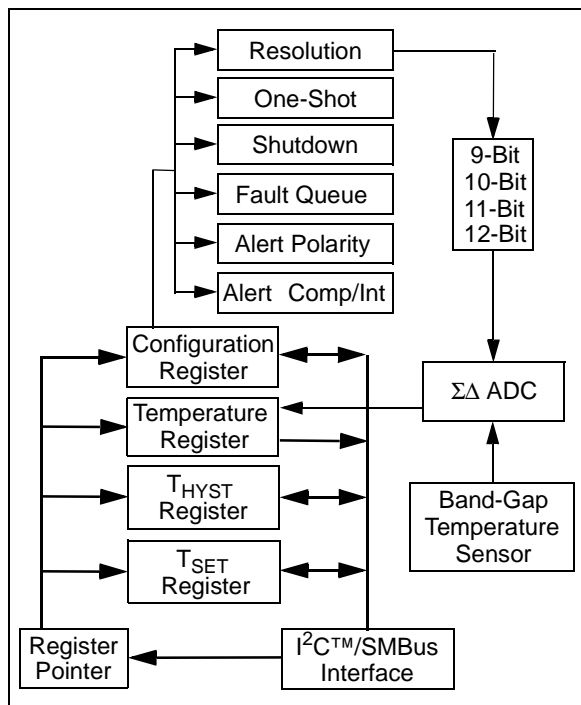 Resolution
One-Shot
Shutdown
Fault Queue
Alert Polarity
Alert Comp/Int
9-Bit
10-Bit
11-Bit
12-Bit
Configuration
Register
Temperature
Register
THYST
Register
TSET
Register
ΣΔ ADC
Band-Gap
Temperature
Sensor
Register
Pointer
I²C™/SMBus
Interface